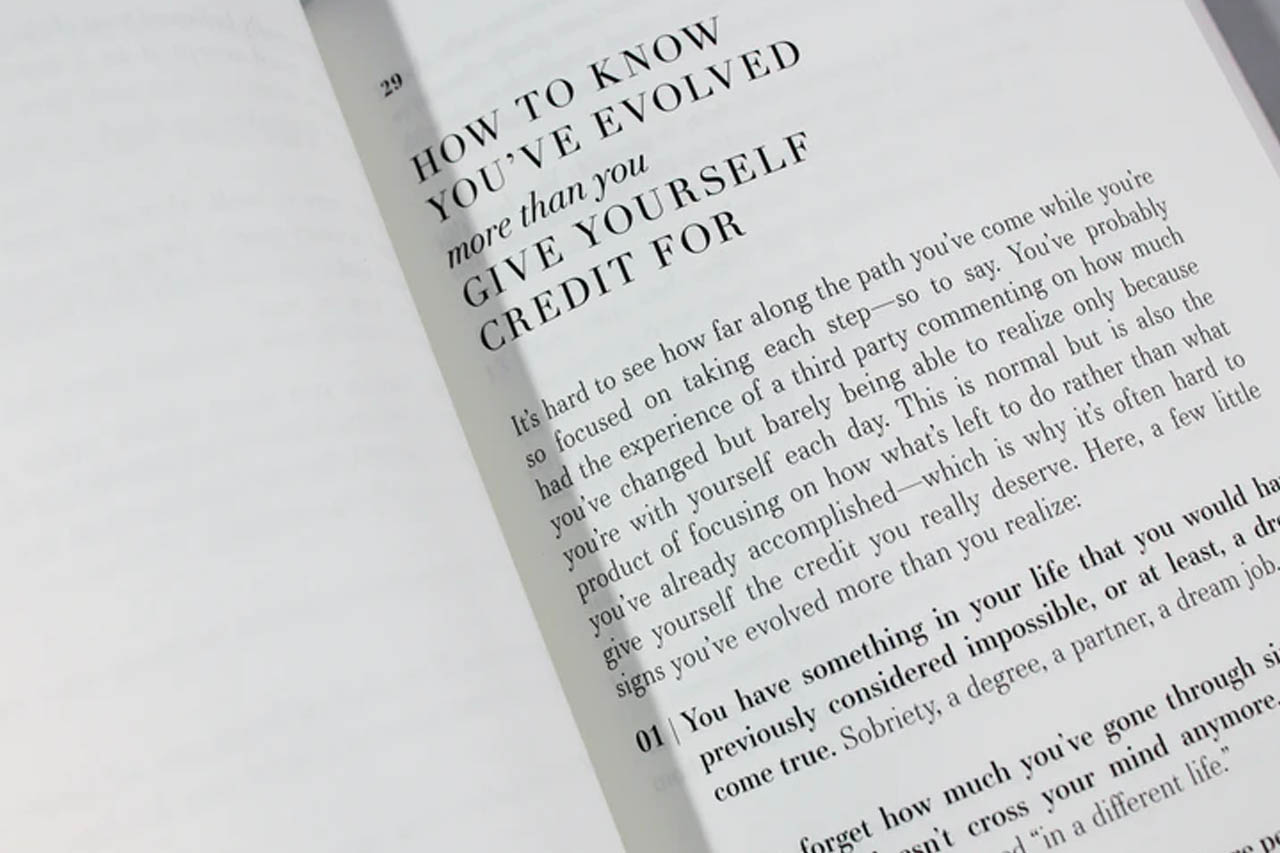 29
HOW TO KNOW
YOU'VE EVOLVED
more than you
GIVE YOURSELF
CREDIT FOR
It's hard to see how far along the path you've come while you're
so focused on taking each step—so to say. You've probably
had the experience of a third party commenting on how much
you've changed but barely being able to realize only because
you're with yourself each day. This is normal but is also the
product of focusing on how what's left to do rather than what
you've already accomplished—which is why it's often hard to
give yourself the credit you really deserve. Here, a few little
signs you've evolved more than you realize:
01 | You have something in your life that you would
previously considered impossible, or at least, a
come true. Sobriety, a degree, a partner, a dream job.
forget how much you've gone through
cross your mind anymore,
“in a different life.”